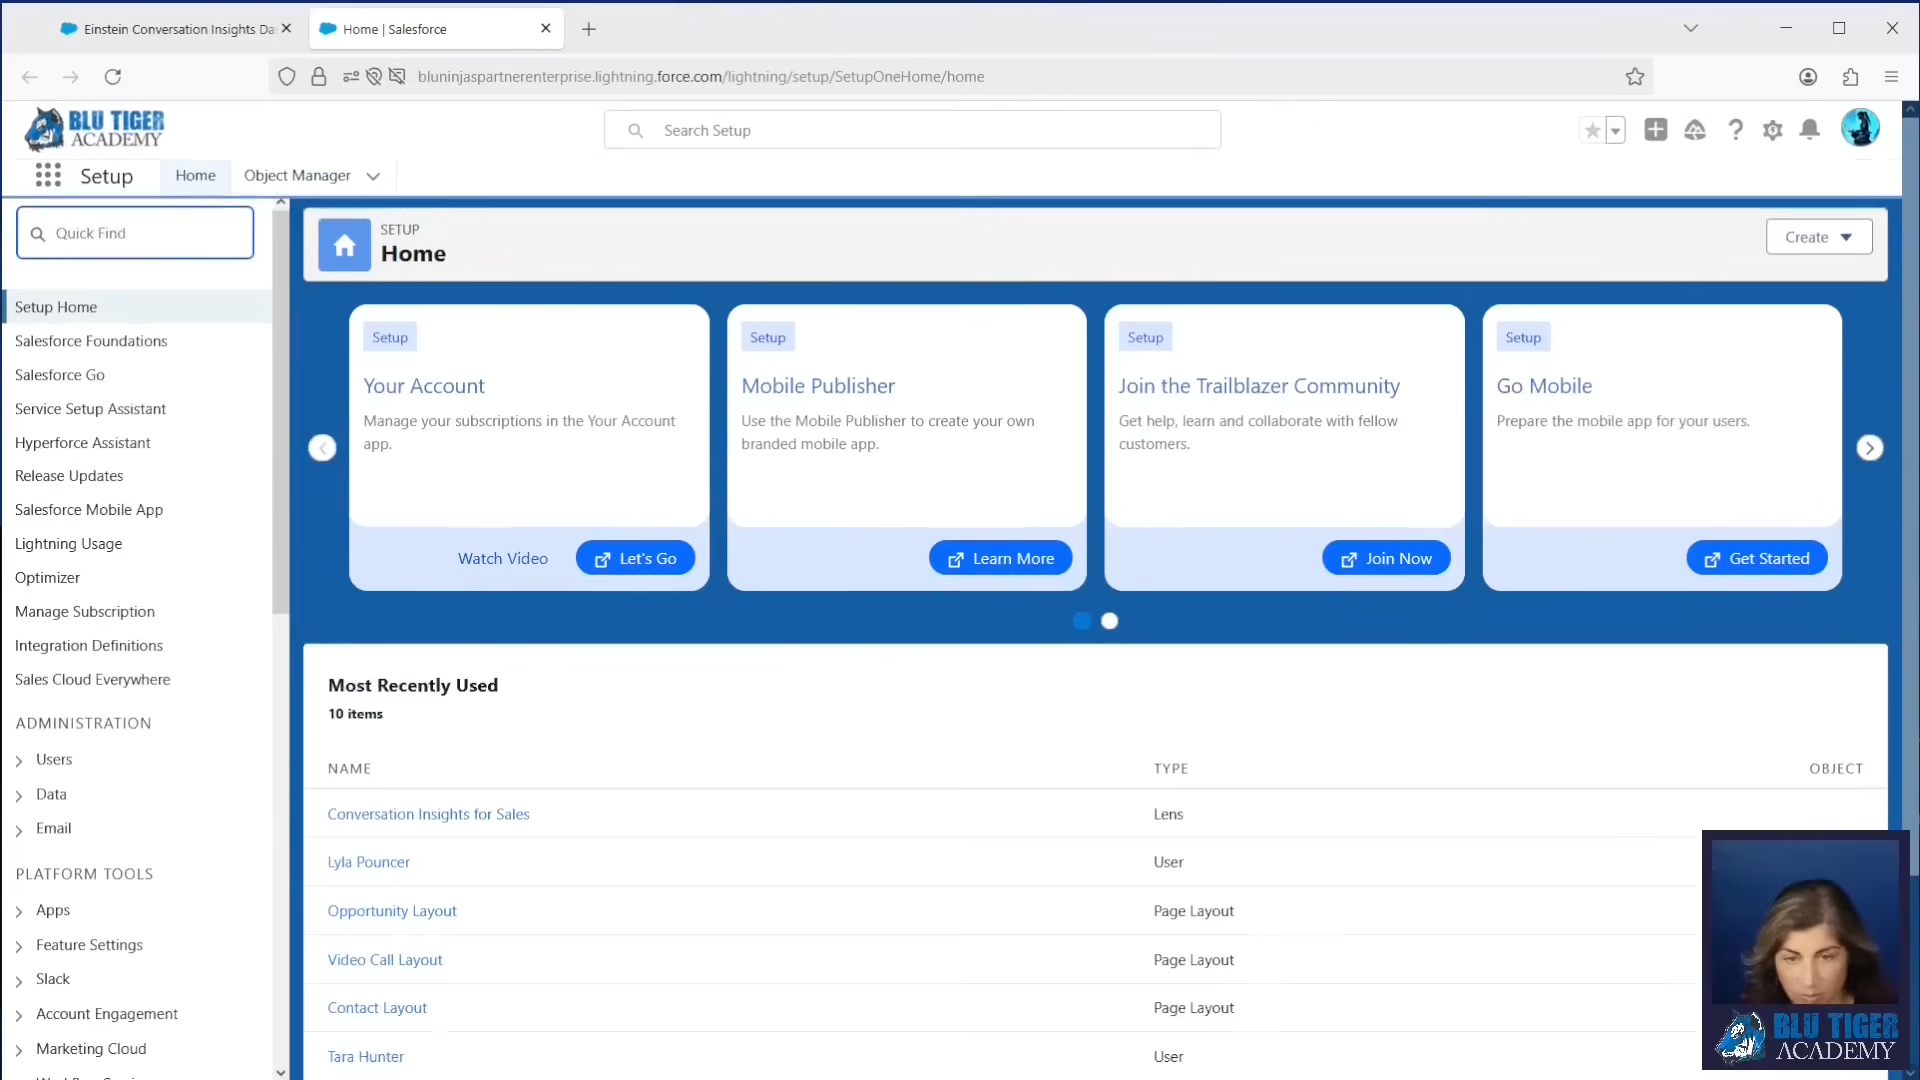 Einstein Conversation Insights Da
Home | Salesforce
bluninjaspartnerenterprise.lightning.force.com/lightning/setup/SetupOneHome/home
BLU TIGER
ACADEMY
Search Setup
Setup
Home
Object Manager
Quick Find
SETUP
Home
Create
Setup Home
Salesforce Foundations
Salesforce Go
Service Setup Assistant
Hyperforce Assistant
Release Updates
Salesforce Mobile App
Lightning Usage
Optimizer
Manage Subscription
Integration Definitions
Sales Cloud Everywhere
ADMINISTRATION
Users
Data
Email
PLATFORM TOOLS
Apps
Feature Settings
Slack
Account Engagement
Marketing Cloud
Setup
Your Account
Manage your subscriptions in the Your Account
app.
Watch Video
Let's Go
Setup
Mobile Publisher
Use the Mobile Publisher to create your own
branded mobile app.
Learn More
Setup
Join the Trailblazer Community
Get help, learn and collaborate with fellow
customers.
Join Now
Setup
Go Mobile
Prepare the mobile app for your users.
Get Started
Most Recently Used
10 items
NAME TYPE OBJECT
Conversation Insights for Sales Lens
Lyla Pouncer User
Opportunity Layout Page Layout
Video Call Layout Page Layout
Contact Layout Page Layout
Tara Hunter User
BLU TIGER
ACADEMY